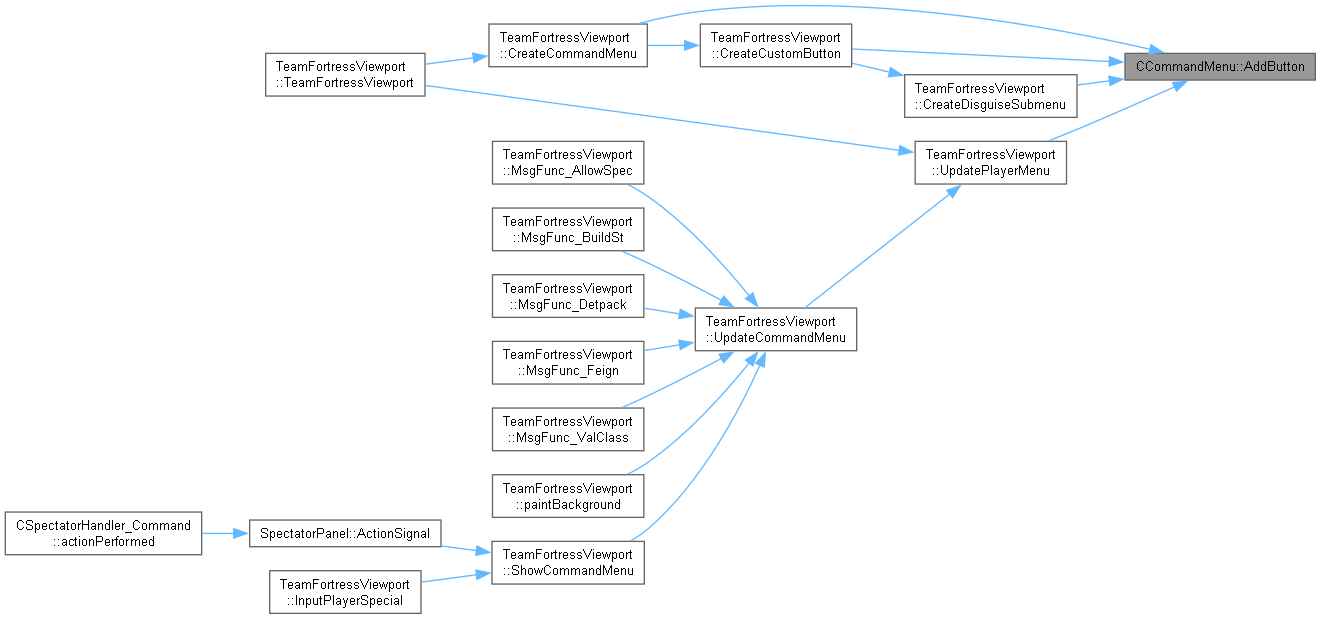 TeamFortressViewport
::CreateCommandMenu
TeamFortressViewport
::CreateCustomButton
TeamFortressViewport
::TeamFortressViewport
CCommandMenu::AddButton
TeamFortressViewport
::CreateDisguiseSubmenu
TeamFortressViewport
::MsgFunc_AllowSpec
TeamFortressViewport
::UpdatePlayerMenu
TeamFortressViewport
::MsgFunc_BuildSt
TeamFortressViewport
::MsgFunc_Detpack
TeamFortressViewport
::UpdateCommandMenu
TeamFortressViewport
::MsgFunc_Feign
TeamFortressViewport
::MsgFunc_ValClass
TeamFortressViewport
::paintBackground
CSpectatorHandler_Command
::actionPerformed
SpectatorPanel::ActionSignal
TeamFortressViewport
::ShowCommandMenu
TeamFortressViewport
::InputPlayerSpecial